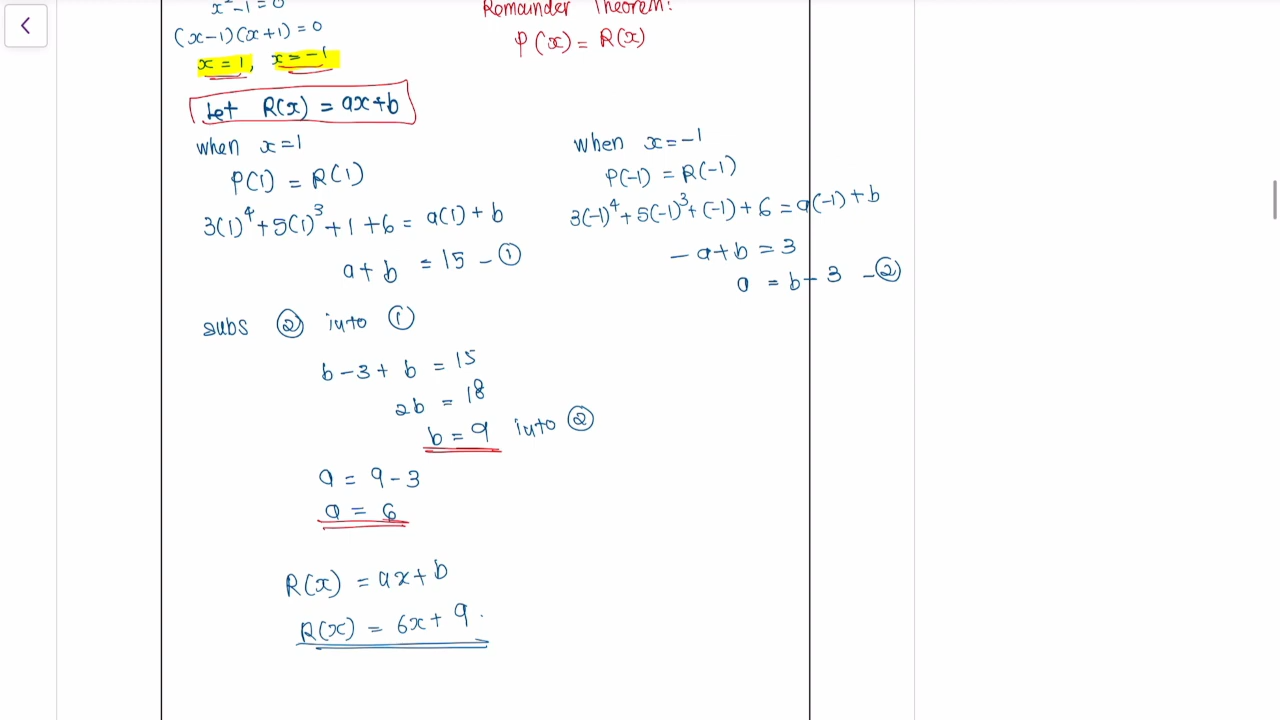 x²-1=0
(x-1)(x+1)=0
x=1, x=-1
Remainder Theorem:
P(x)= R(x)
Let R(x) = ax+b
when x=1
P(1) = R(1)
3(1)⁴+5(1)³+1+6= a(1)+b
a+b = 15 - ①
when x=-1
P(-1) = R(-1)
3(-1)⁴+5(-1)³+(-1)+6 = a(-1)+b
-a+b = 3
a = b-3 -②
subs ② into ①
b-3+ b = 15
2b = 18
b = 9 into ②
a = 9-3
a = 6
R(x) = ax+b
R(x) = 6x+ 9.